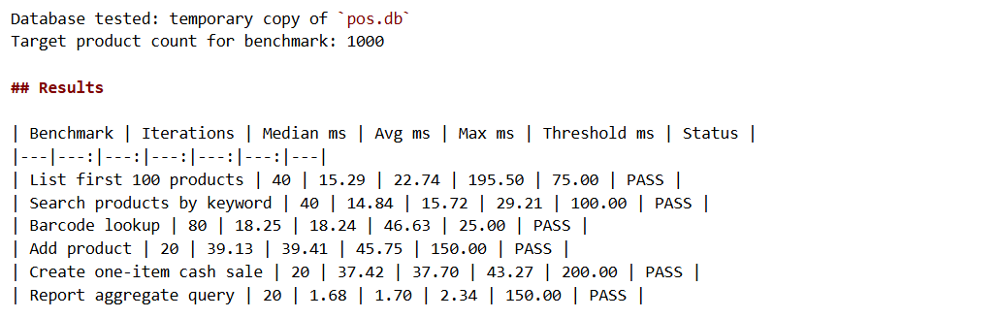 Database tested: temporary copy of `pos.db`
Target product count for benchmark: 1000
## Results
| Benchmark | Iterations | Median ms | Avg ms | Max ms | Threshold ms | Status |
|---|---:|---:|---:|---:|---:|---|
| List first 100 products | 40 | 15.29 | 22.74 | 195.50 | 75.00 | PASS |
| Search products by keyword | 40 | 14.84 | 15.72 | 29.21 | 100.00 | PASS |
| Barcode lookup | 80 | 18.25 | 18.24 | 46.63 | 25.00 | PASS |
| Add product | 20 | 39.13 | 39.41 | 45.75 | 150.00 | PASS |
| Create one-item cash sale | 20 | 37.42 | 37.70 | 43.27 | 200.00 | PASS |
| Report aggregate query | 20 | 1.68 | 1.70 | 2.34 | 150.00 | PASS |